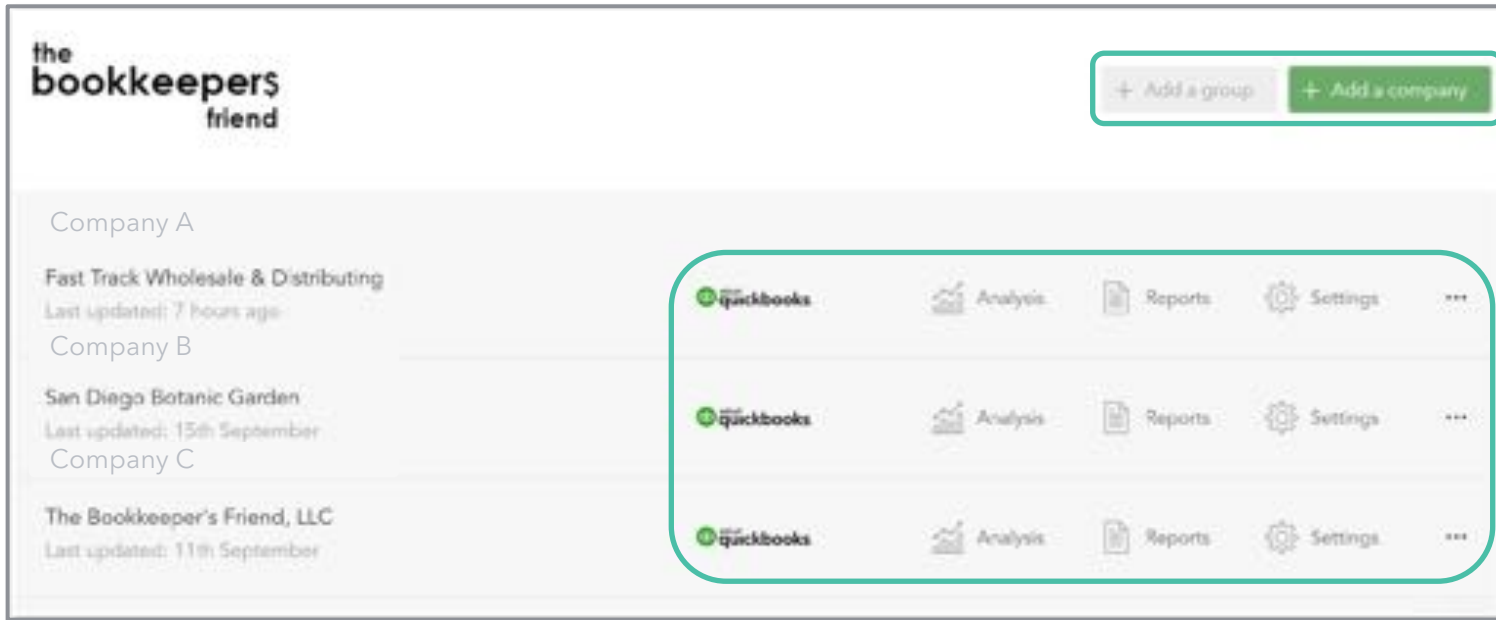 the
bookkeepers
friend
+ Add a group
+ Add a company
Company A
Fast Track Wholesale & Distributing
Last updated: 7 hours ago
quickbooks Analysis Reports Settings ...
Company B
San Diego Botanic Garden
Last updated: 15th September
quickbooks Analysis Reports Settings ...
Company C
The Bookkeeper's Friend, LLC
Last updated: 11th September
quickbooks Analysis Reports Settings ...